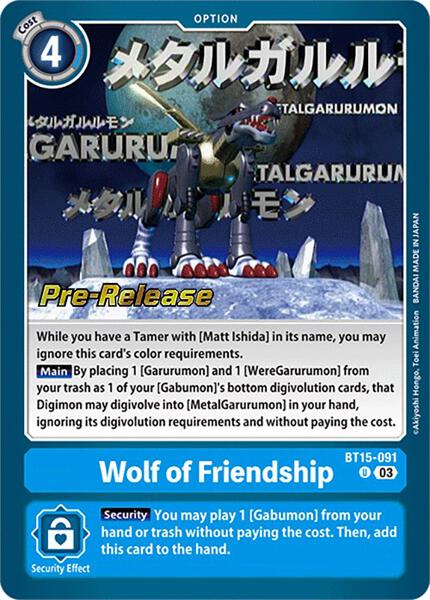 OPTION
Cost
4
メタルガルル
TALGARURUMON
メタルガルルモン
GARURU
TALGARURUMON
メタルガルルモン
Pre-Release
While you have a Tamer with [Matt Ishida] in its name, you may
ignore this card's color requirements.
Main By placing 1 [Garurumon] and 1 [WereGarurumon] from
your trash as 1 of your [Gabumon]'s bottom digivolution cards, that
Digimon may digivolve into [MetalGarurumon] in your hand,
ignoring its digivolution requirements and without paying the cost.
©Akiyoshi Hongo, Toei Animation BANDAI MADE IN JAPAN
BT15-091
Wolf of Friendship
U 03
Security You may play 1 [Gabumon] from your
hand or trash without paying the cost. Then, add
this card to the hand.
Security Effect